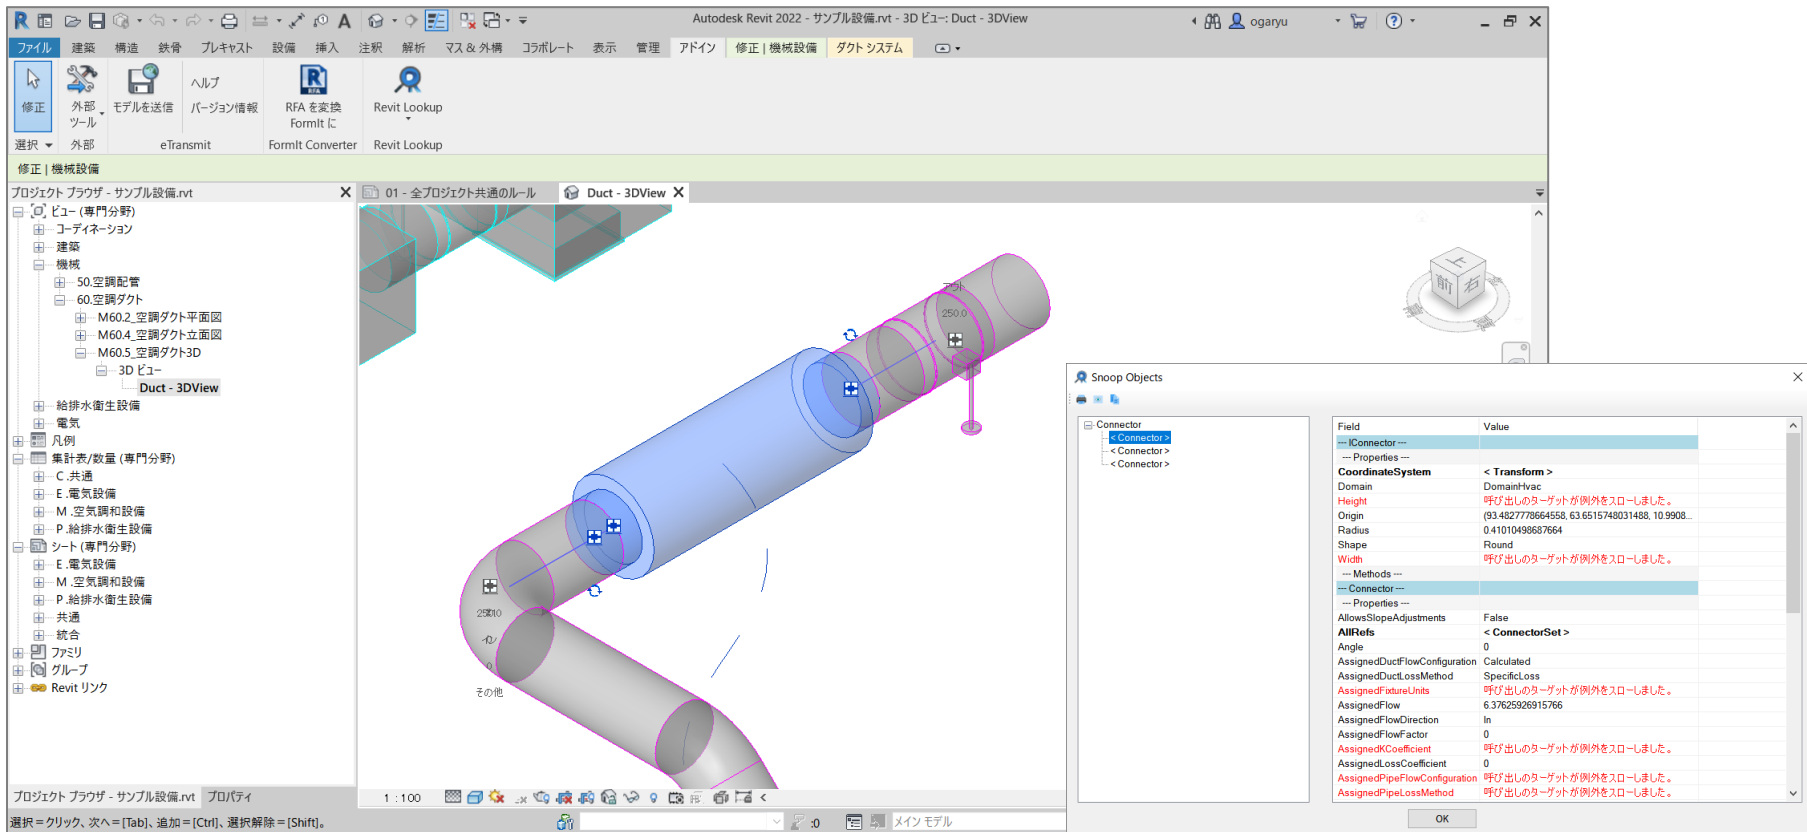 Autodesk Revit 2022 - サンプル設備.rvt - 3D ビュー: Duct - 3DView
ogaryu
ファイル 建築 構造 鉄骨 プレキャスト 設備 挿入 注釈 解析 マス & 外構 コラボレート 表示 管理 アドイン 修正 | 機械設備 ダクト システム
修正
外部
ツール
モデルを送信
ヘルプ
バージョン情報
RFA を変換
FormIt に
Revit Lookup
選択 外部 eTransmit FormIt Converter Revit Lookup
修正 | 機械設備
プロジェクト ブラウザ - サンプル設備.rvt
01 - 全プロジェクト共通のルール
Duct - 3DView
ビュー (専門分野)
コーディネーション
建築
機械
50.空調配管
60.空調ダクト
M60.2_空調ダクト平面図
M60.4_空調ダクト立面図
M60.5_空調ダクト3D
3D ビュー
Duct - 3DView
給排水衛生設備
電気
凡例
集計表/数量 (専門分野)
C .共通
E .電気設備
M .空気調和設備
P .給排水衛生設備
シート (専門分野)
E .電気設備
M .空気調和設備
P .給排水衛生設備
共通
統合
ファミリ
グループ
Revit リンク
プロジェクト ブラウザ - サンプル設備.rvt プロパティ
アウト
250.0
イン
0
その他
上
前
右
1 : 100
選択＝クリック、次へ＝[Tab]、追加＝[Ctrl]、選択解除＝[Shift]。
:0
メイン モデル
Snoop Objects
Connector
< Connector >
< Connector >
< Connector >
Field Value
--- IConnector ---
--- Properties ---
CoordinateSystem < Transform >
Domain DomainHvac
Height 呼び出しのターゲットが例外をスローしました。
Origin (93.4827778664558, 63.6515748031488, 10.9908...
Radius 0.41010498687664
Shape Round
Width 呼び出しのターゲットが例外をスローしました。
--- Methods ---
--- Connector ---
--- Properties ---
AllowsSlopeAdjustments False
AllRefs < ConnectorSet >
Angle 0
AssignedDuctFlowConfiguration Calculated
AssignedDuctLossMethod SpecificLoss
AssignedFixtureUnits 呼び出しのターゲットが例外をスローしました。
AssignedFlow 6.37625926915766
AssignedFlowDirection In
AssignedFlowFactor 0
AssignedKCoefficient 呼び出しのターゲットが例外をスローしました。
AssignedLossCoefficient 0
AssignedPipeFlowConfiguration 呼び出しのターゲットが例外をスローしました。
AssignedPipeLossMethod 呼び出しのターゲットが例外をスローしました。
OK